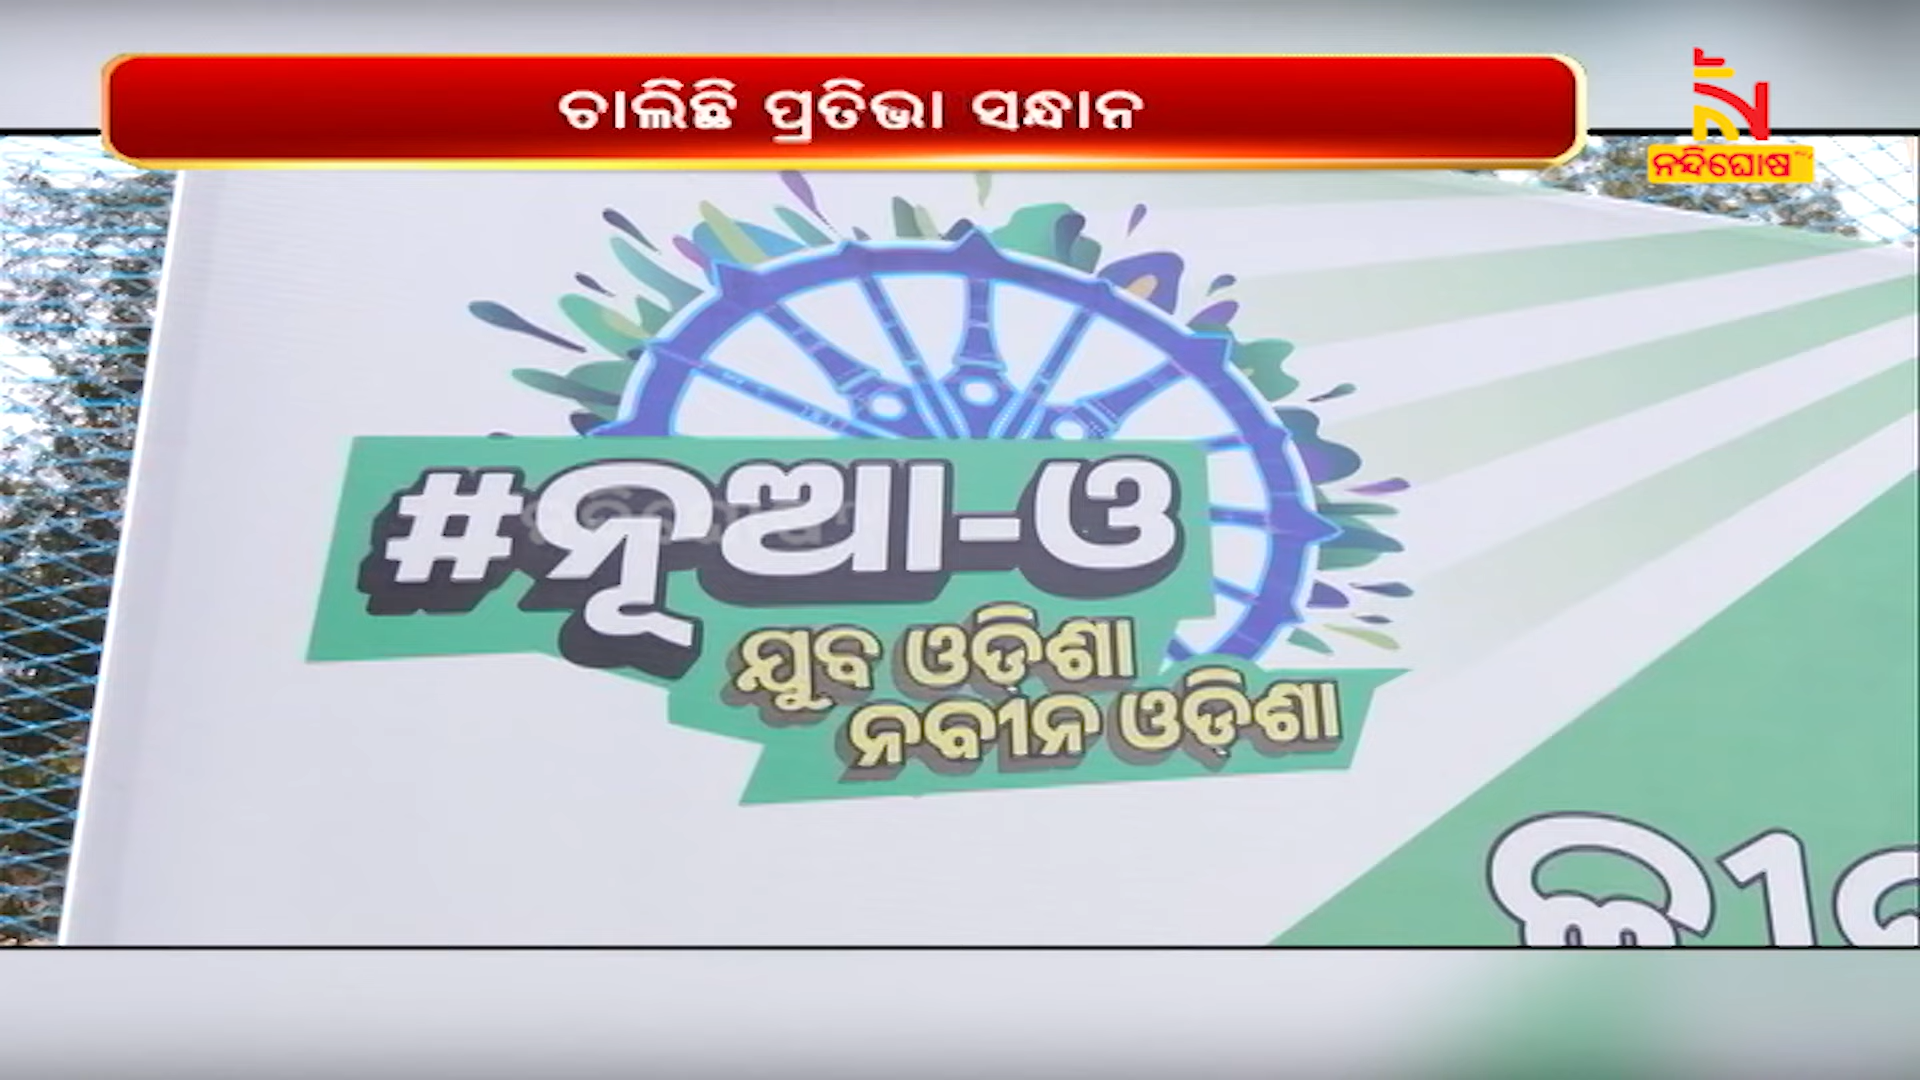 ଚାଲିଛି ପ୍ରତିଭା ସନ୍ଧାନ
ନନ୍ଦିଘୋଷ
#ନୂଆ-ଓ
ଯୁବ ଓଡ଼ିଶା
ନବୀନ ଓଡ଼ିଶା